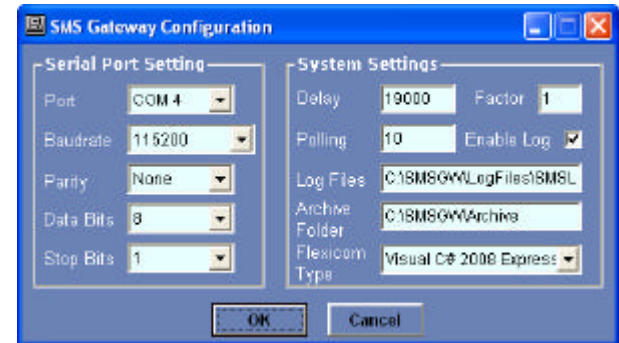 SMS Gateway Configuration
Serial Port Setting
Port COM 4
Baudrate 115200
Parity None
Data Bits 8
Stop Bits 1
System Settings
Delay 19000 Factor 1
Polling 10 Enable Log
Log Files C:\SMSGW\LogFiles\SMSL
Archive Folder C:\SMSGW\Archive
Flexicom Type Visual C# 2008 Express
OK Cancel